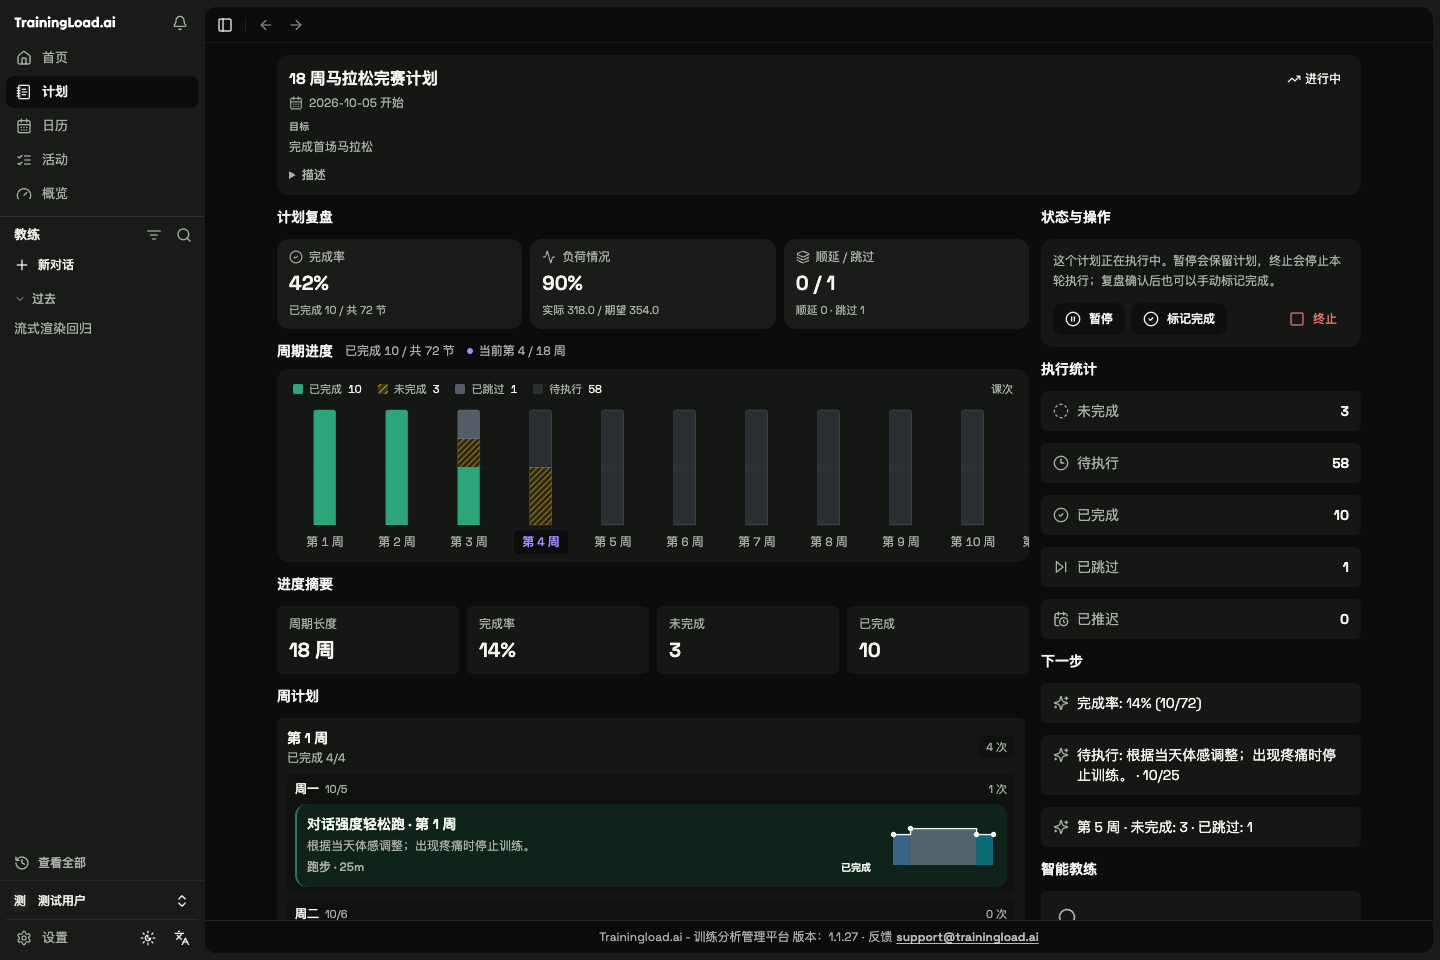 TrainingLoad.ai
首页
计划
日历
活动
概览
教练
新对话
过去
流式渲染回归
查看全部
测 测试用户
设置
18 周马拉松完赛计划
进行中
2026-10-05 开始
目标
完成首场马拉松
描述
计划复盘
完成率
42%
已完成 10 / 共 72 节
负荷情况
90%
实际 318.0 / 期望 354.0
顺延 / 跳过
0 / 1
顺延 0 · 跳过 1
周期进度 已完成 10 / 共 72 节 当前第 4 / 18 周
已完成 10 未完成 3 已跳过 1 待执行 58 课次
第 1 周 第 2 周 第 3 周 第 4 周 第 5 周 第 6 周 第 7 周 第 8 周 第 9 周 第 10 周
进度摘要
周期长度
18 周
完成率
14%
未完成
3
已完成
10
周计划
第 1 周
已完成 4/4
4 次
周一 10/5
1 次
对话强度轻松跑 · 第 1 周
根据当天体感调整；出现疼痛时停止训练。
跑步 · 25m
已完成
周二 10/6
0 次
状态与操作
这个计划正在执行中。暂停会保留计划，终止会停止本
轮执行；复盘确认后也可以手动标记完成。
暂停
标记完成
终止
执行统计
未完成 3
待执行 58
已完成 10
已跳过 1
已推迟 0
下一步
完成率: 14% (10/72)
待执行: 根据当天体感调整；出现疼痛时停
止训练。 · 10/25
第 5 周 · 未完成: 3 · 已跳过: 1
智能教练
Trainingload.ai - 训练分析管理平台 版本： 1.1.27 · 反馈 support@trainingload.ai